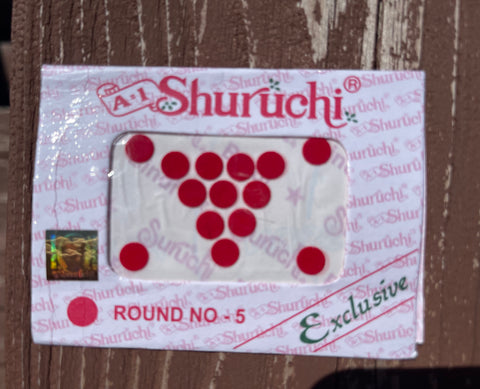 A-1 Shuruchi®
ROUND NO - 5
Exclusive